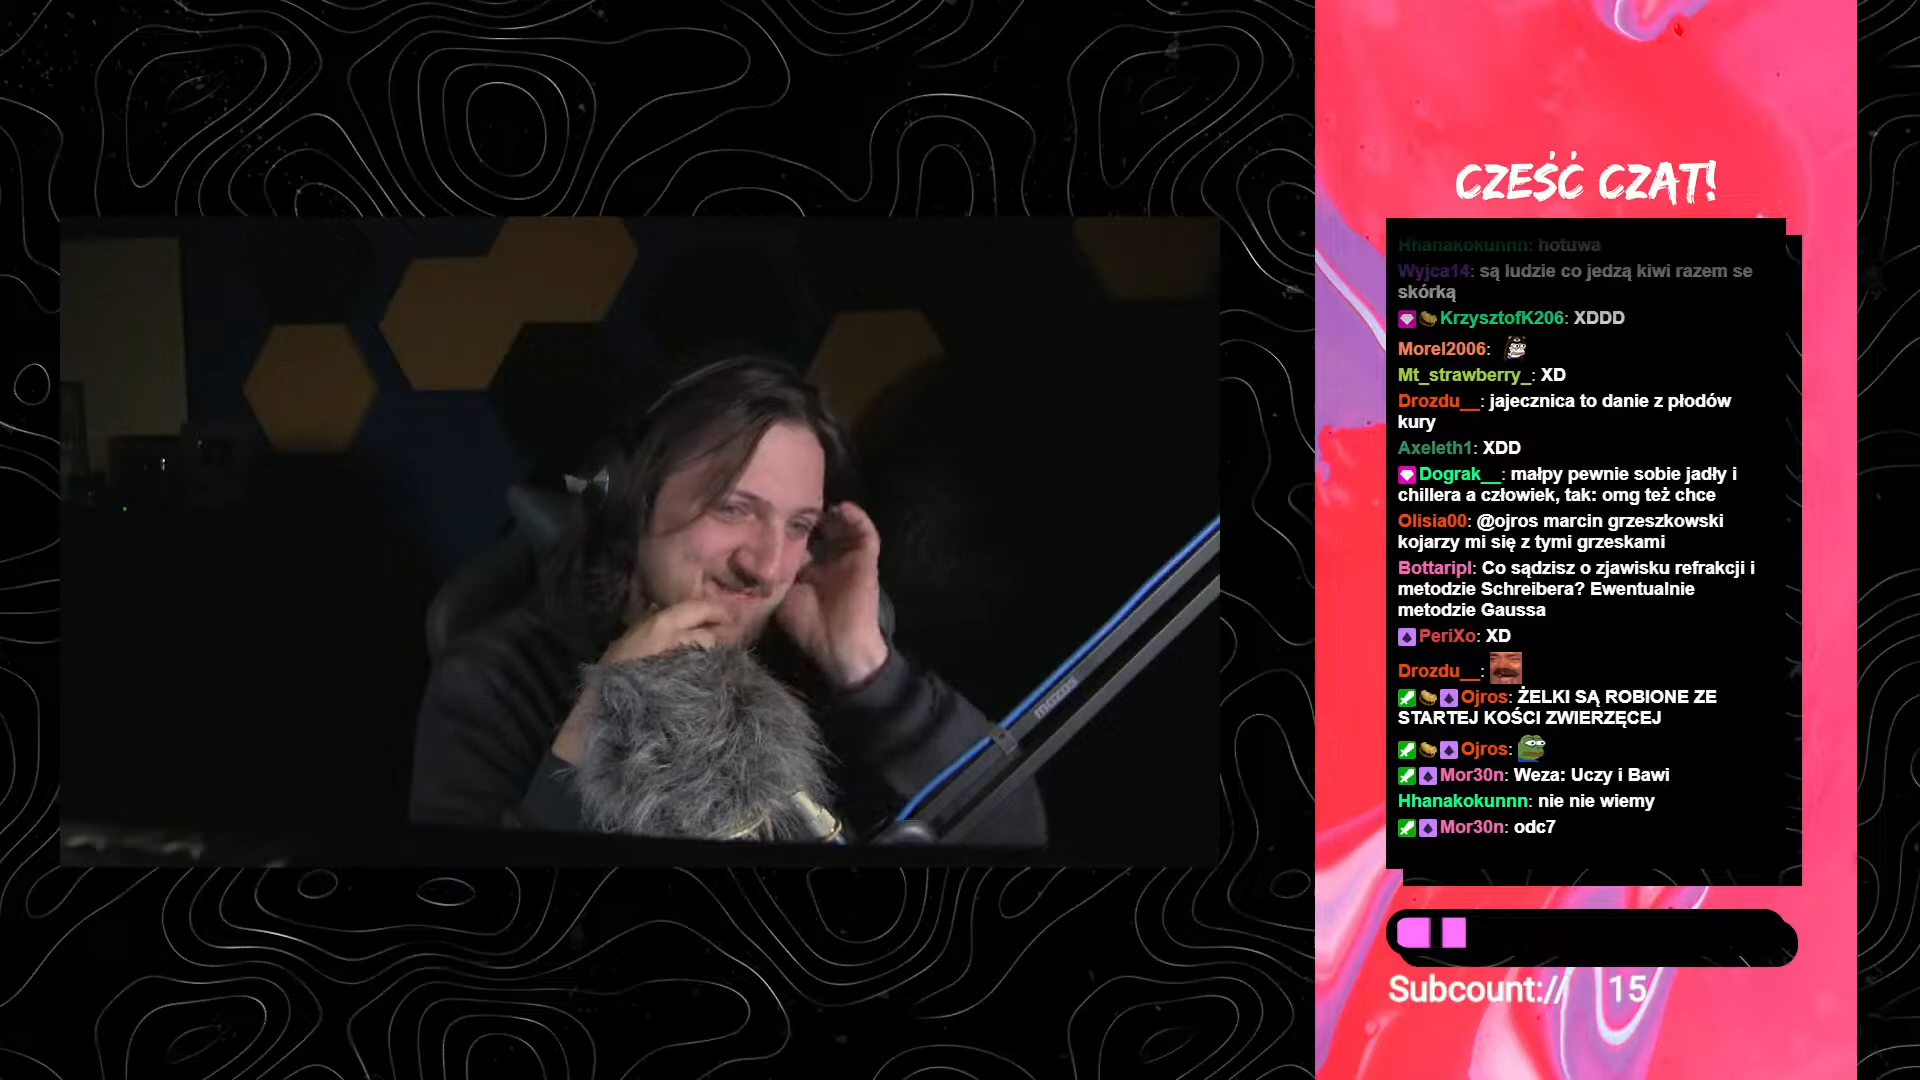 CZEŚĆ CZAT!
Hhanakokunnn: hotuwa
Wyjca14: są ludzie co jedzą kiwi razem se
skórką
KrzysztofK206: XDDD
Morel2006:
Mt_strawberry_: XD
Drozdu__: jajecznica to danie z płodów
kury
Axeleth1: XDD
Dograk__: małpy pewnie sobie jadły i
chillera a człowiek, tak: omg też chce
Olisia00: @ojros marcin grzeszkowski
kojarzy mi się z tymi grzeskami
Bottaripl: Co sądzisz o zjawisku refrakcji i
metodzie Schreibera? Ewentualnie
metodzie Gaussa
PeriXo: XD
Drozdu__:
Ojros: ŻELKI SĄ ROBIONE ZE
STARTEJ KOŚCI ZWIERZĘCEJ
Ojros:
Mor30n: Weza: Uczy i Bawi
Hhanakokunnn: nie nie wiemy
Mor30n: odc7
mozos
Subcount:// 15